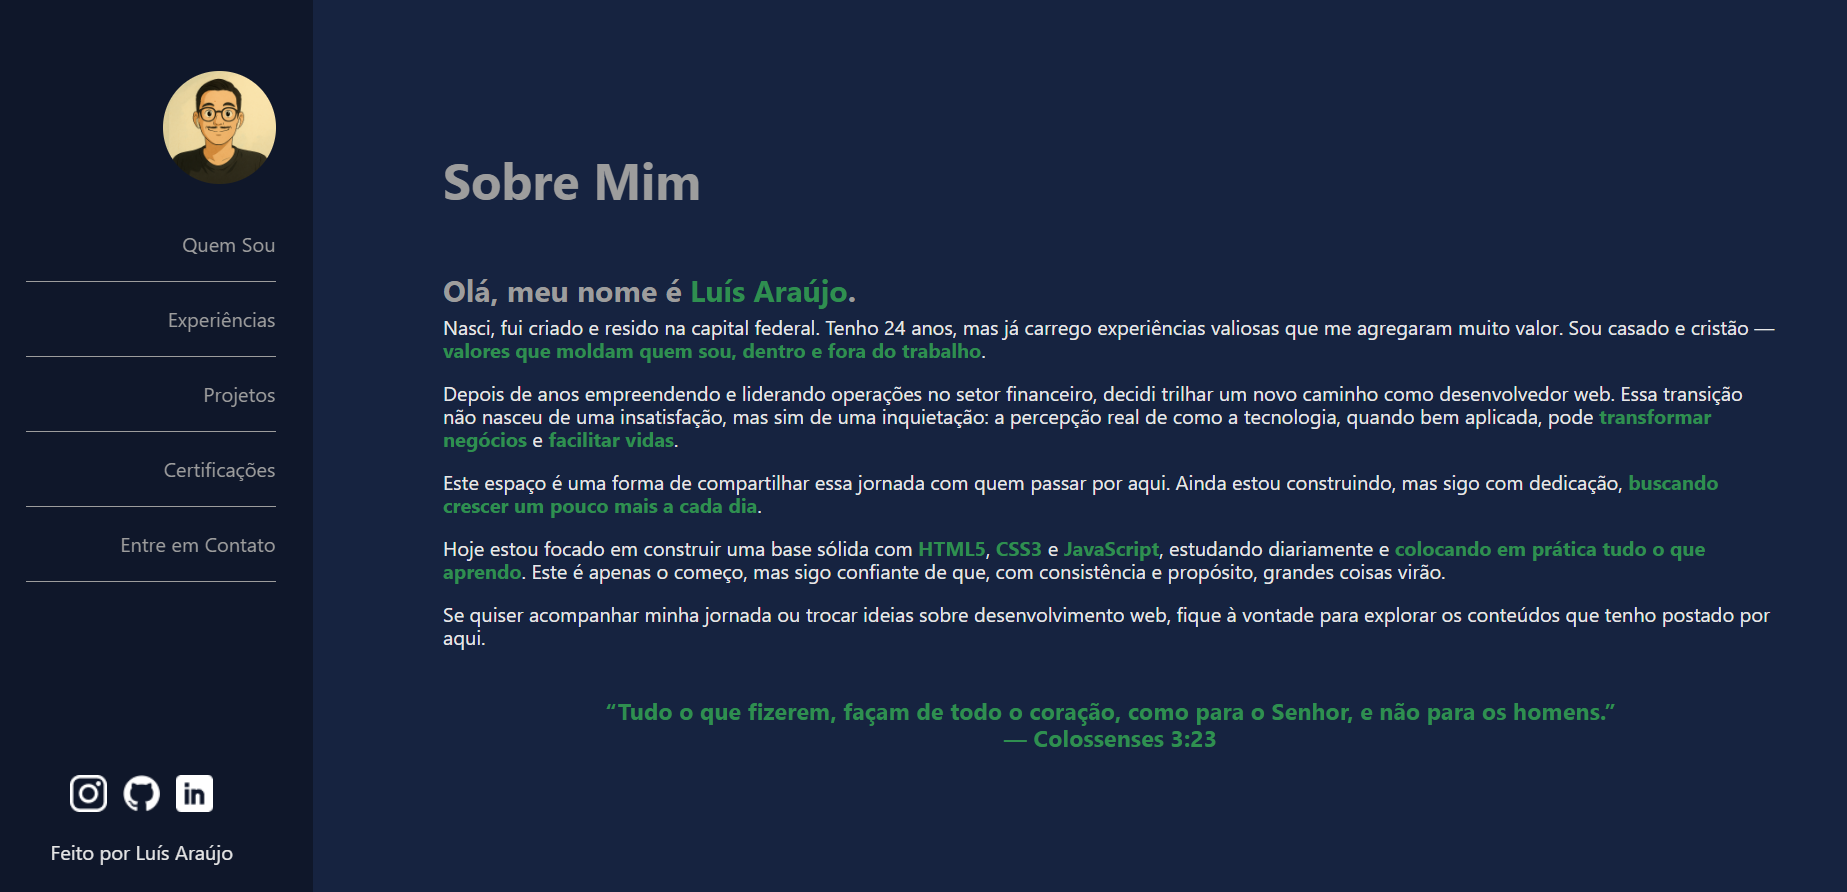 Quem Sou
Experiências
Projetos
Certificações
Entre em Contato
Feito por Luís Araújo
Sobre Mim
Olá, meu nome é Luís Araújo.
Nasci, fui criado e resido na capital federal. Tenho 24 anos, mas já carrego experiências valiosas que me agregaram muito valor. Sou casado e cristão —
valores que moldam quem sou, dentro e fora do trabalho.
Depois de anos empreendendo e liderando operações no setor financeiro, decidi trilhar um novo caminho como desenvolvedor web. Essa transição
não nasceu de uma insatisfação, mas sim de uma inquietação: a percepção real de como a tecnologia, quando bem aplicada, pode transformar
negócios e facilitar vidas.
Este espaço é uma forma de compartilhar essa jornada com quem passar por aqui. Ainda estou construindo, mas sigo com dedicação, buscando
crescer um pouco mais a cada dia.
Hoje estou focado em construir uma base sólida com HTML5, CSS3 e JavaScript, estudando diariamente e colocando em prática tudo o que
aprendo. Este é apenas o começo, mas sigo confiante de que, com consistência e propósito, grandes coisas virão.
Se quiser acompanhar minha jornada ou trocar ideias sobre desenvolvimento web, fique à vontade para explorar os conteúdos que tenho postado por
aqui.
“Tudo o que fizerem, façam de todo o coração, como para o Senhor, e não para os homens.”
— Colossenses 3:23